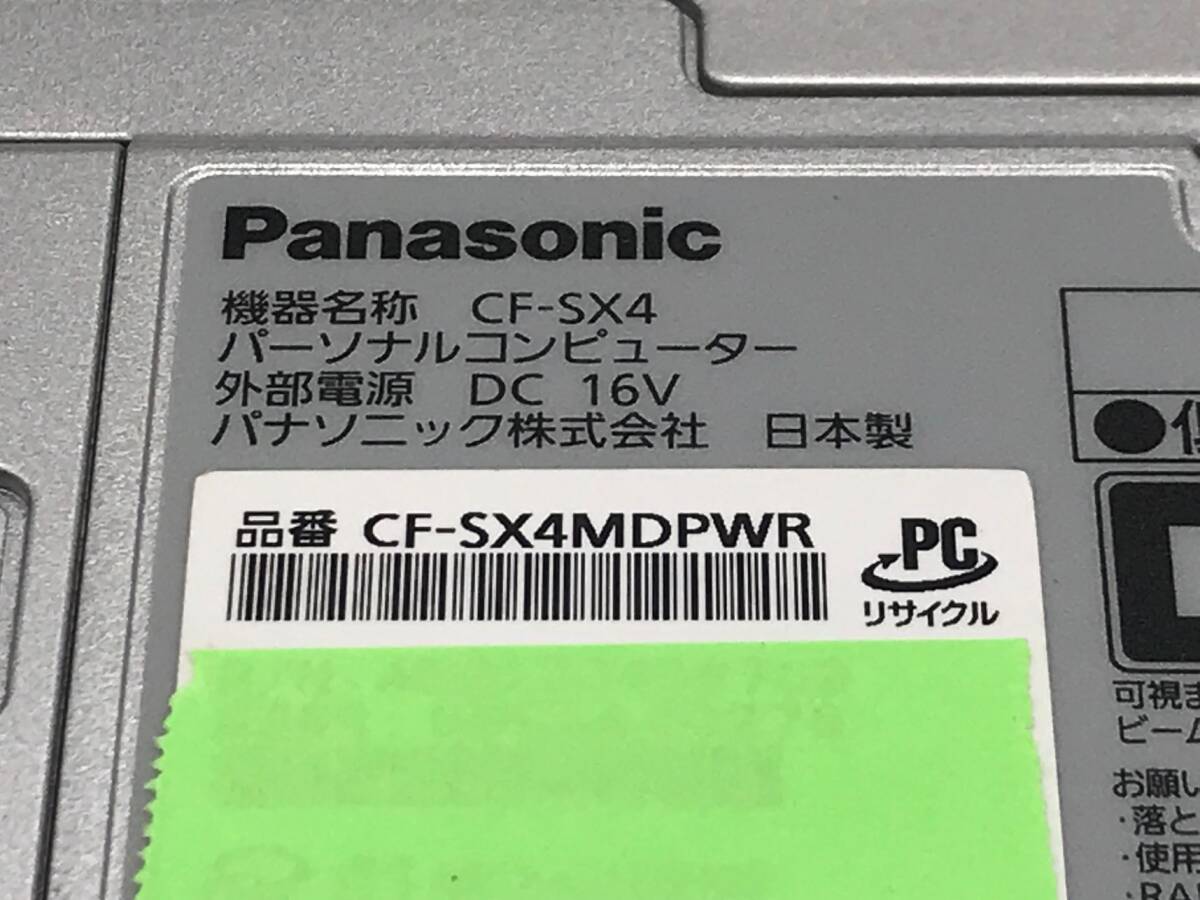 Panasonic
機器名称 CF-SX4
パーソナルコンピューター
外部電源 DC 16V
パナソニック株式会社 日本製
品番 CF-SX4MDPWR
PC
リサイクル
可視
ビーム
お願い
・落と
・使用